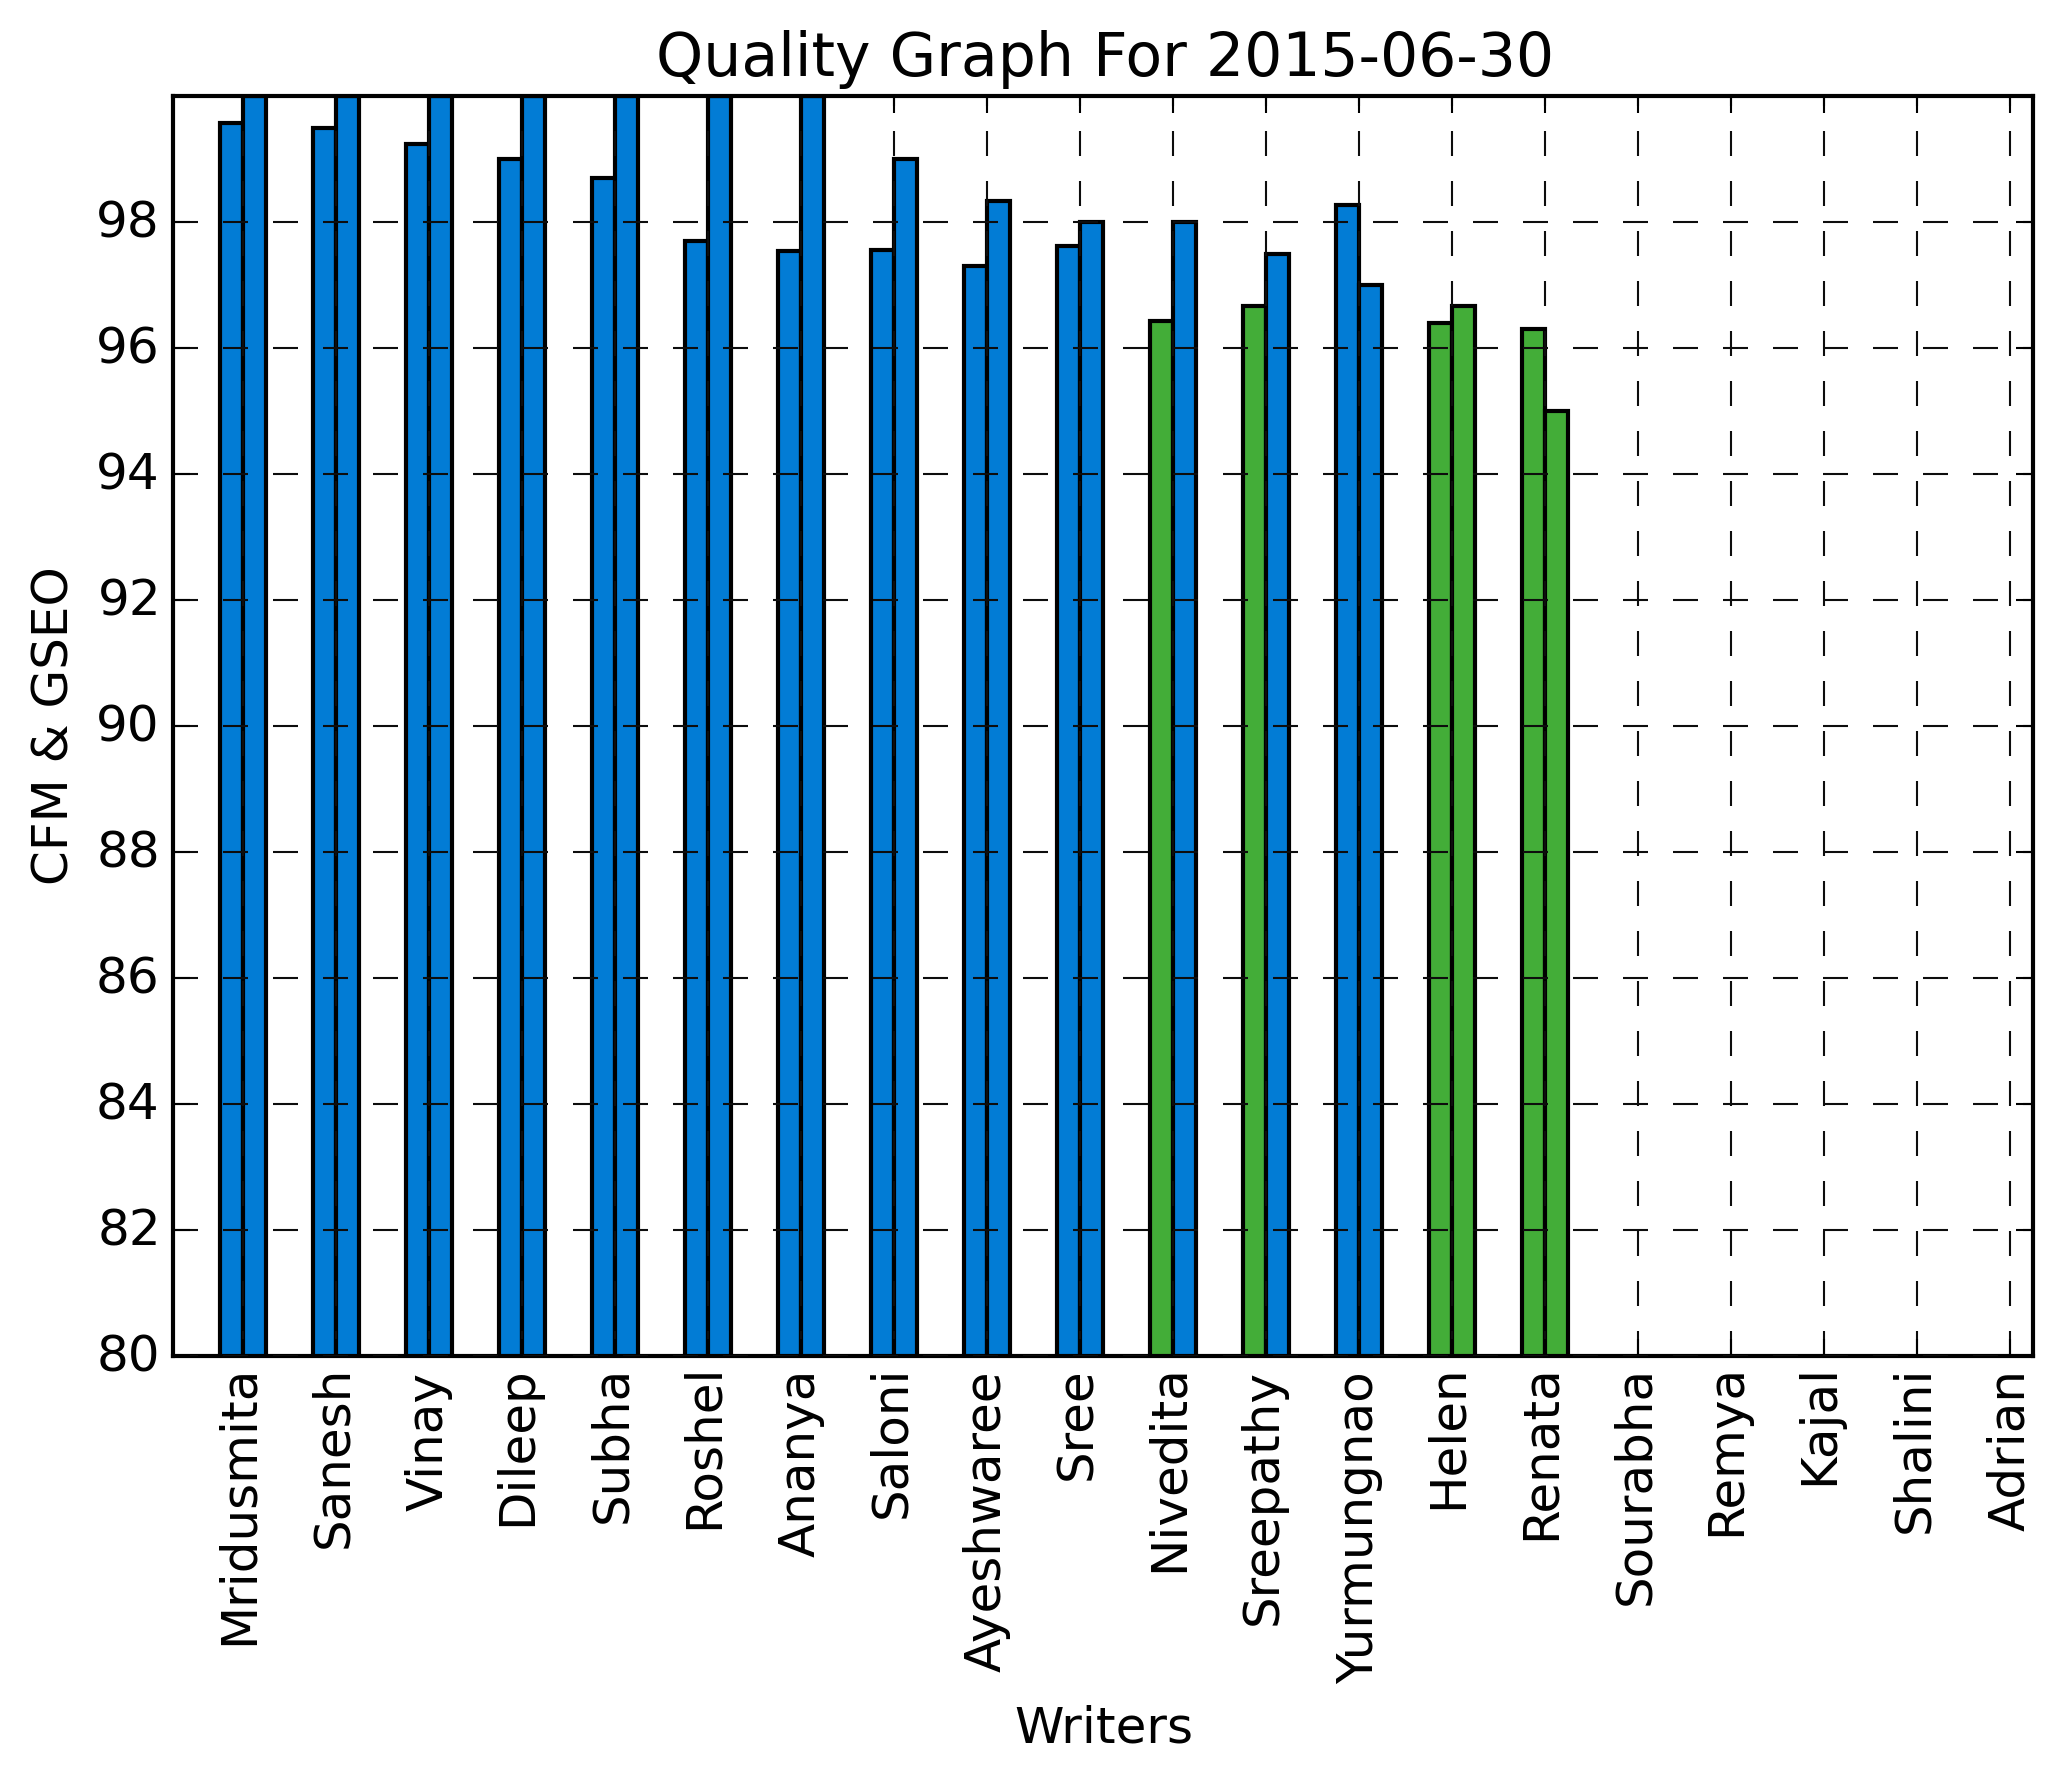 Quality Graph For 2015-06-30
CFM & GSEO
98
96
94
92
90
88
86
84
82
80
Mridusmita
Sanesh
Vinay
Dileep
Subha
Roshel
Ananya
Saloni
Ayeshwaree
Sree
Nivedita
Sreepathy
Yurmungnao
Helen
Renata
Sourabha
Remya
Kajal
Shalini
Adrian
Writers